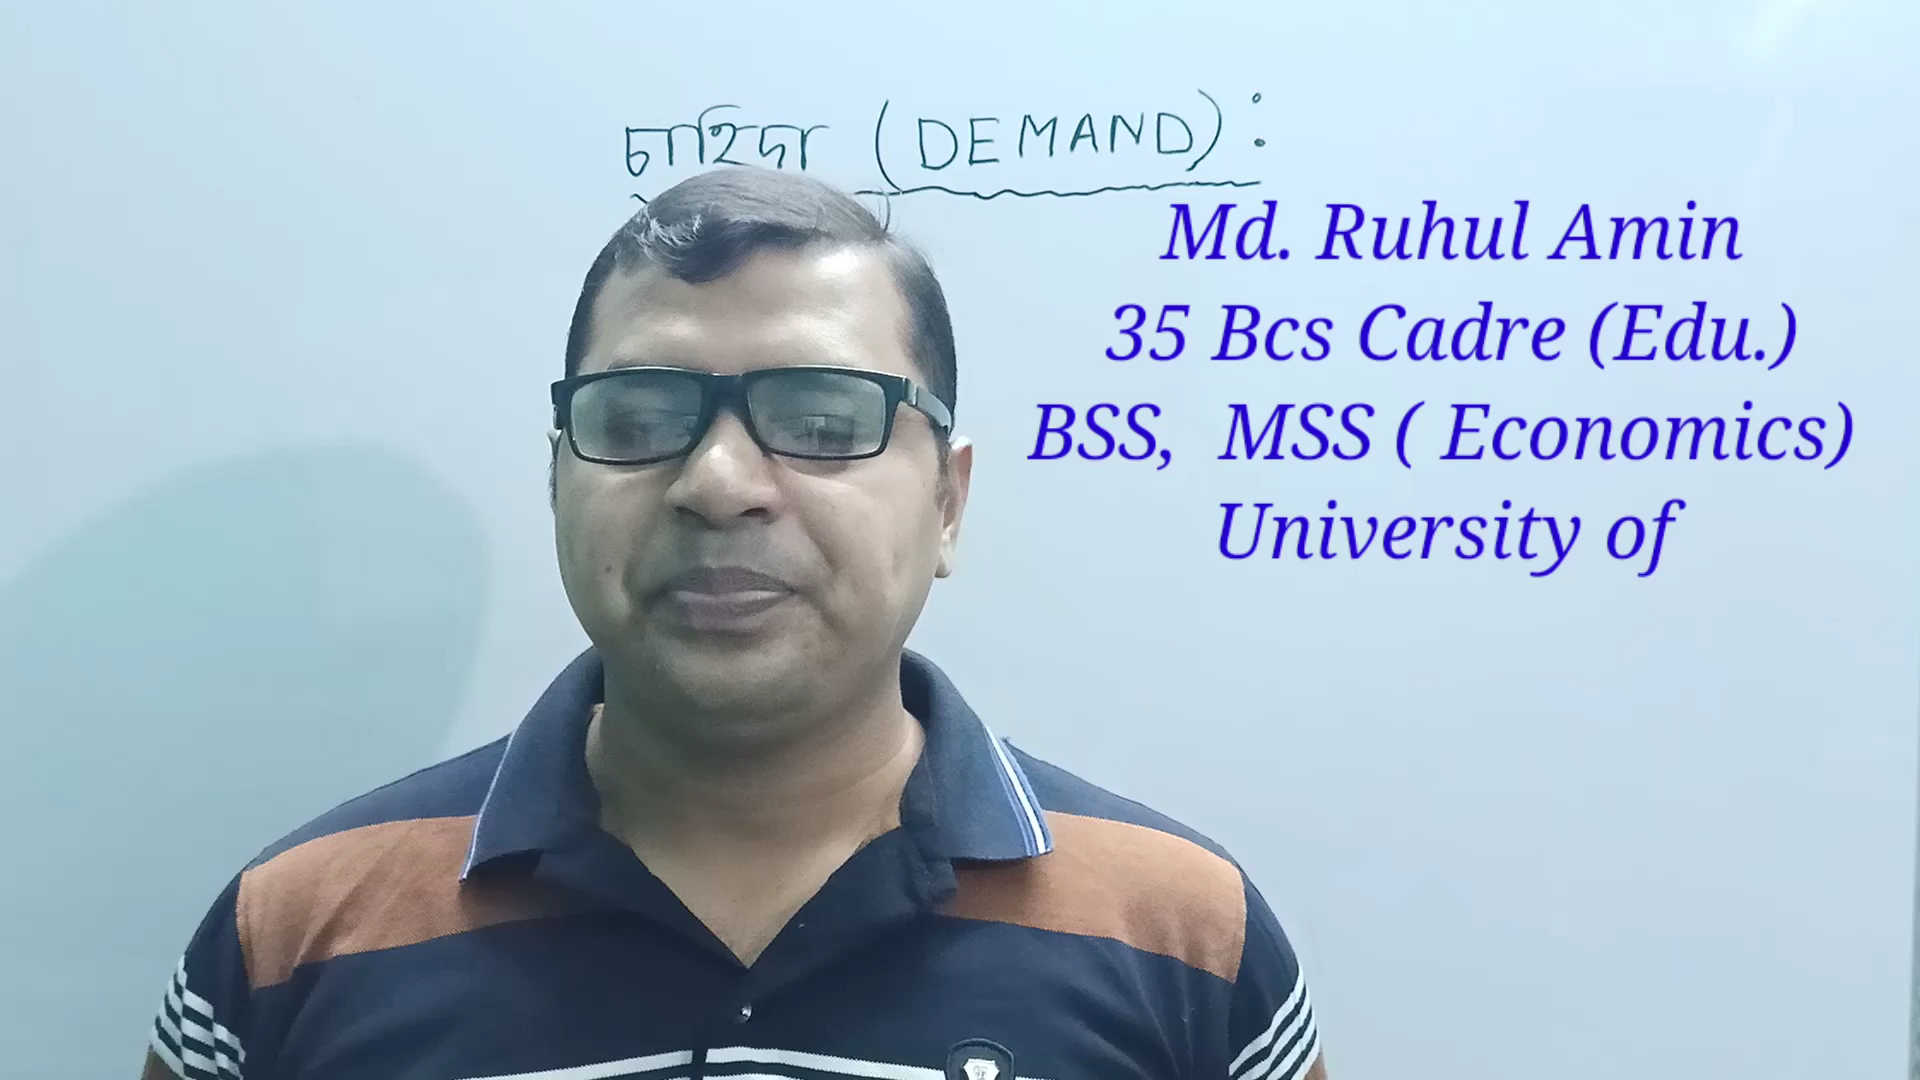 চাহিদা (DEMAND):
Md. Ruhul Amin
35 Bcs Cadre (Edu.)
BSS, MSS ( Economics)
University of